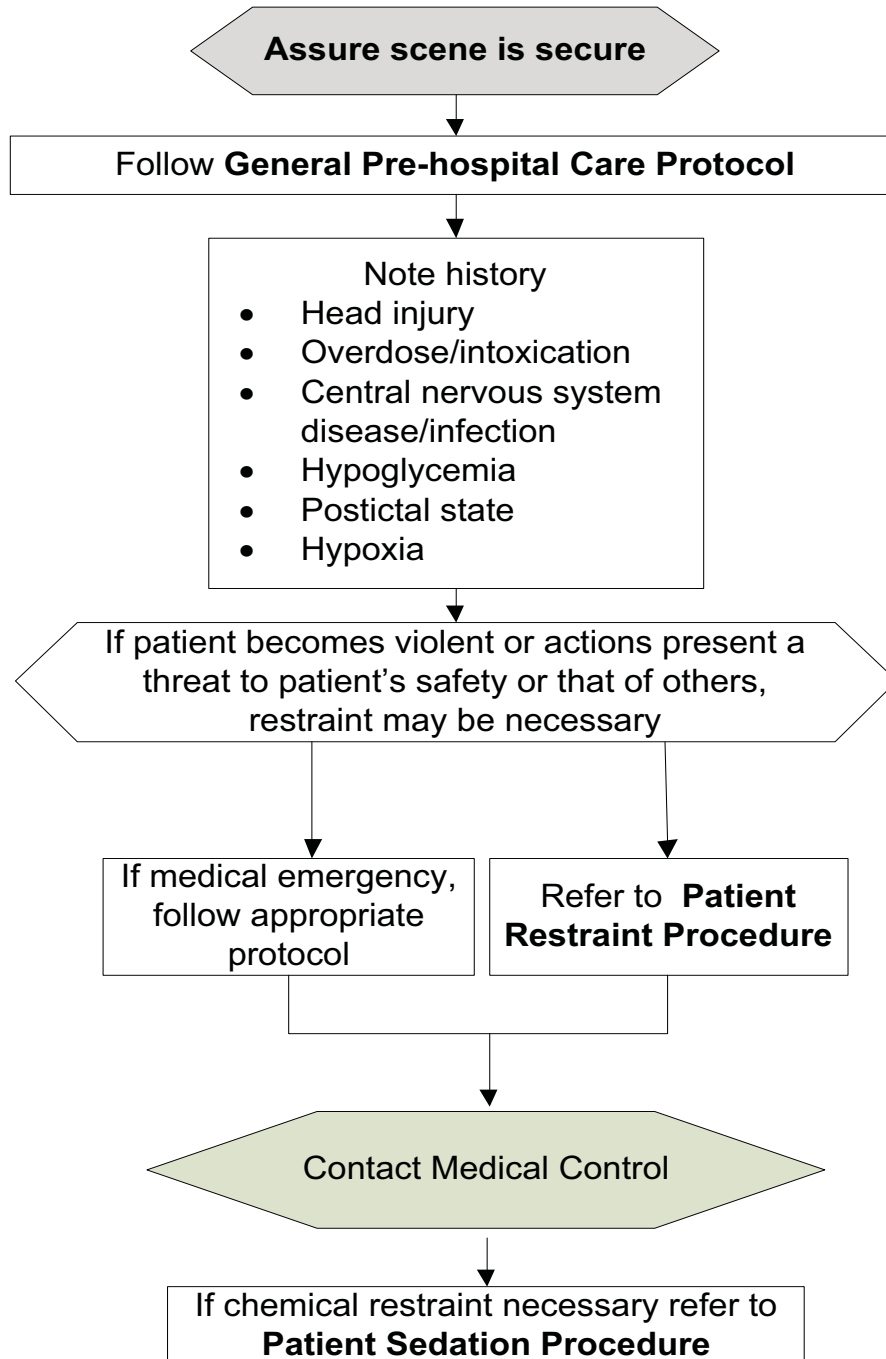 Assure scene is secure
Follow General Pre-hospital Care Protocol
Note history
• Head injury
• Overdose/intoxication
• Central nervous system
disease/infection
• Hypoglycemia
• Postictal state
• Hypoxia
If patient becomes violent or actions present a
threat to patient’s safety or that of others,
restraint may be necessary
If medical emergency,
follow appropriate
protocol
Refer to Patient
Restraint Procedure
Contact Medical Control
If chemical restraint necessary refer to
Patient Sedation Procedure